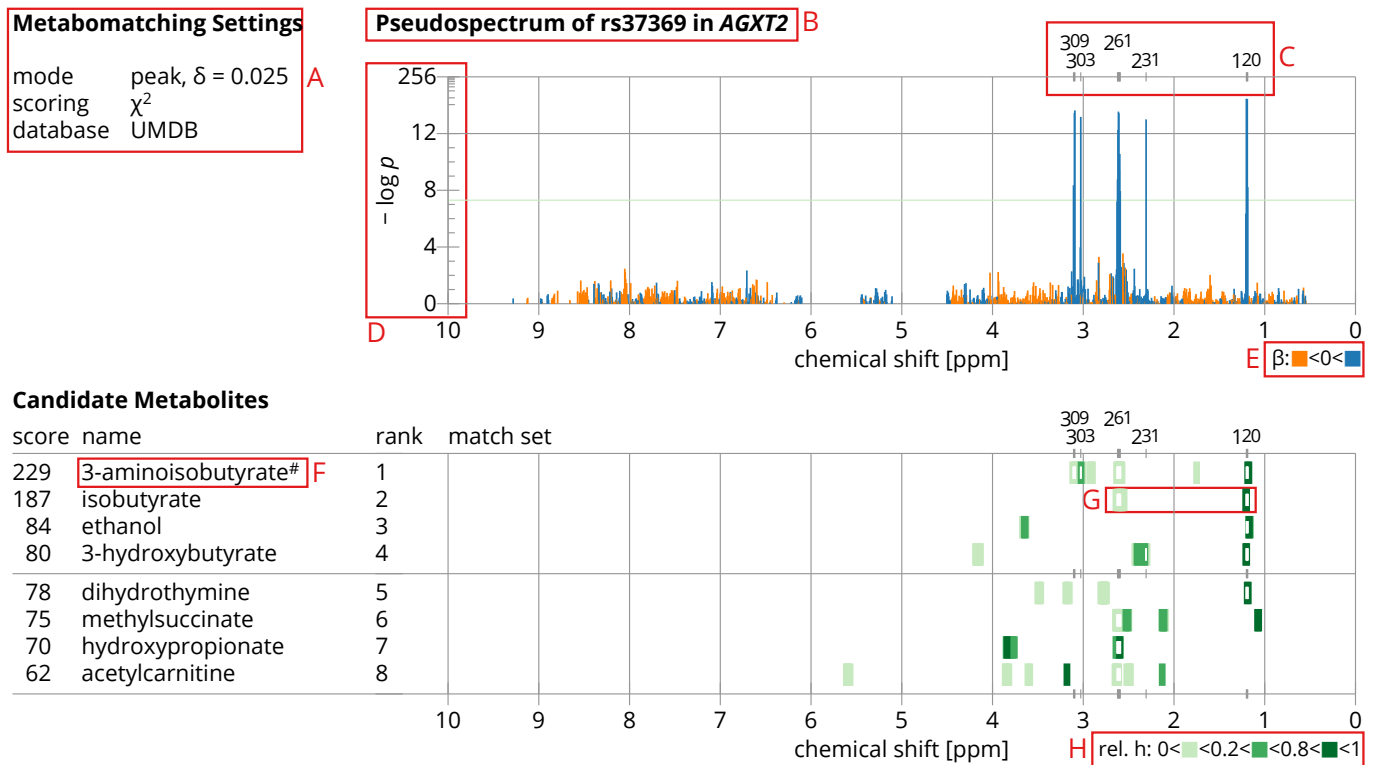 Metabomatching Settings
mode peak, δ = 0.025
scoring χ²
database UMDB
A
Pseudospectrum of rs37369 in AGXT2 B
309 261
303 231 120
C
256
12
8
4
0
− log p
D
10 9 8 7 6 5 4 3 2 1 0
chemical shift [ppm]
E β: <0<
Candidate Metabolites
309 261
303 231 120
score name rank match set
229 3-aminoisobutyrate# F 1
187 isobutyrate 2 G
84 ethanol 3
80 3-hydroxybutyrate 4
78 dihydrothymine 5
75 methylsuccinate 6
70 hydroxypropionate 7
62 acetylcarnitine 8
10 9 8 7 6 5 4 3 2 1 0
chemical shift [ppm]
H rel. h: 0< <0.2< <0.8< <1